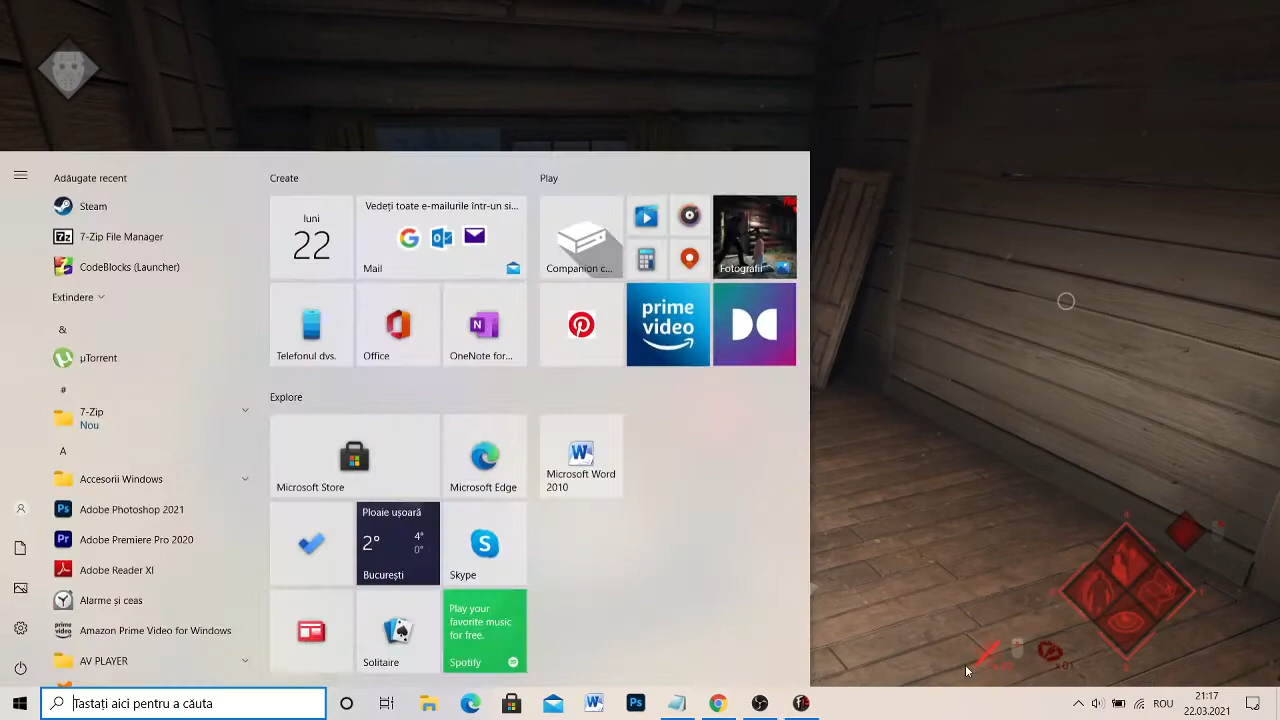 Adăugate recent
Steam
7-Zip File Manager
CodeBlocks (Launcher)
Extindere
&
µTorrent
#
7-Zip
Nou
A
Accesorii Windows
Adobe Photoshop 2021
Adobe Premiere Pro 2020
Adobe Reader XI
Alarme și ceas
Amazon Prime Video for Windows
AV PLAYER
Create
luni
22
Vedeți toate e-mailurile într-un si...
Mail
Telefonul dvs.
Office
OneNote for...
Play
Companion c...
Fotografii
prime
video
Explore
Microsoft Store
Microsoft Edge
Microsoft Word
2010
Ploaie ușoară
2°
4°
0°
București
Skype
Solitaire
Play your
favorite music
for free.
Spotify
x01
Tastați aici pentru a căuta
ROU
21:17
22.03.2021